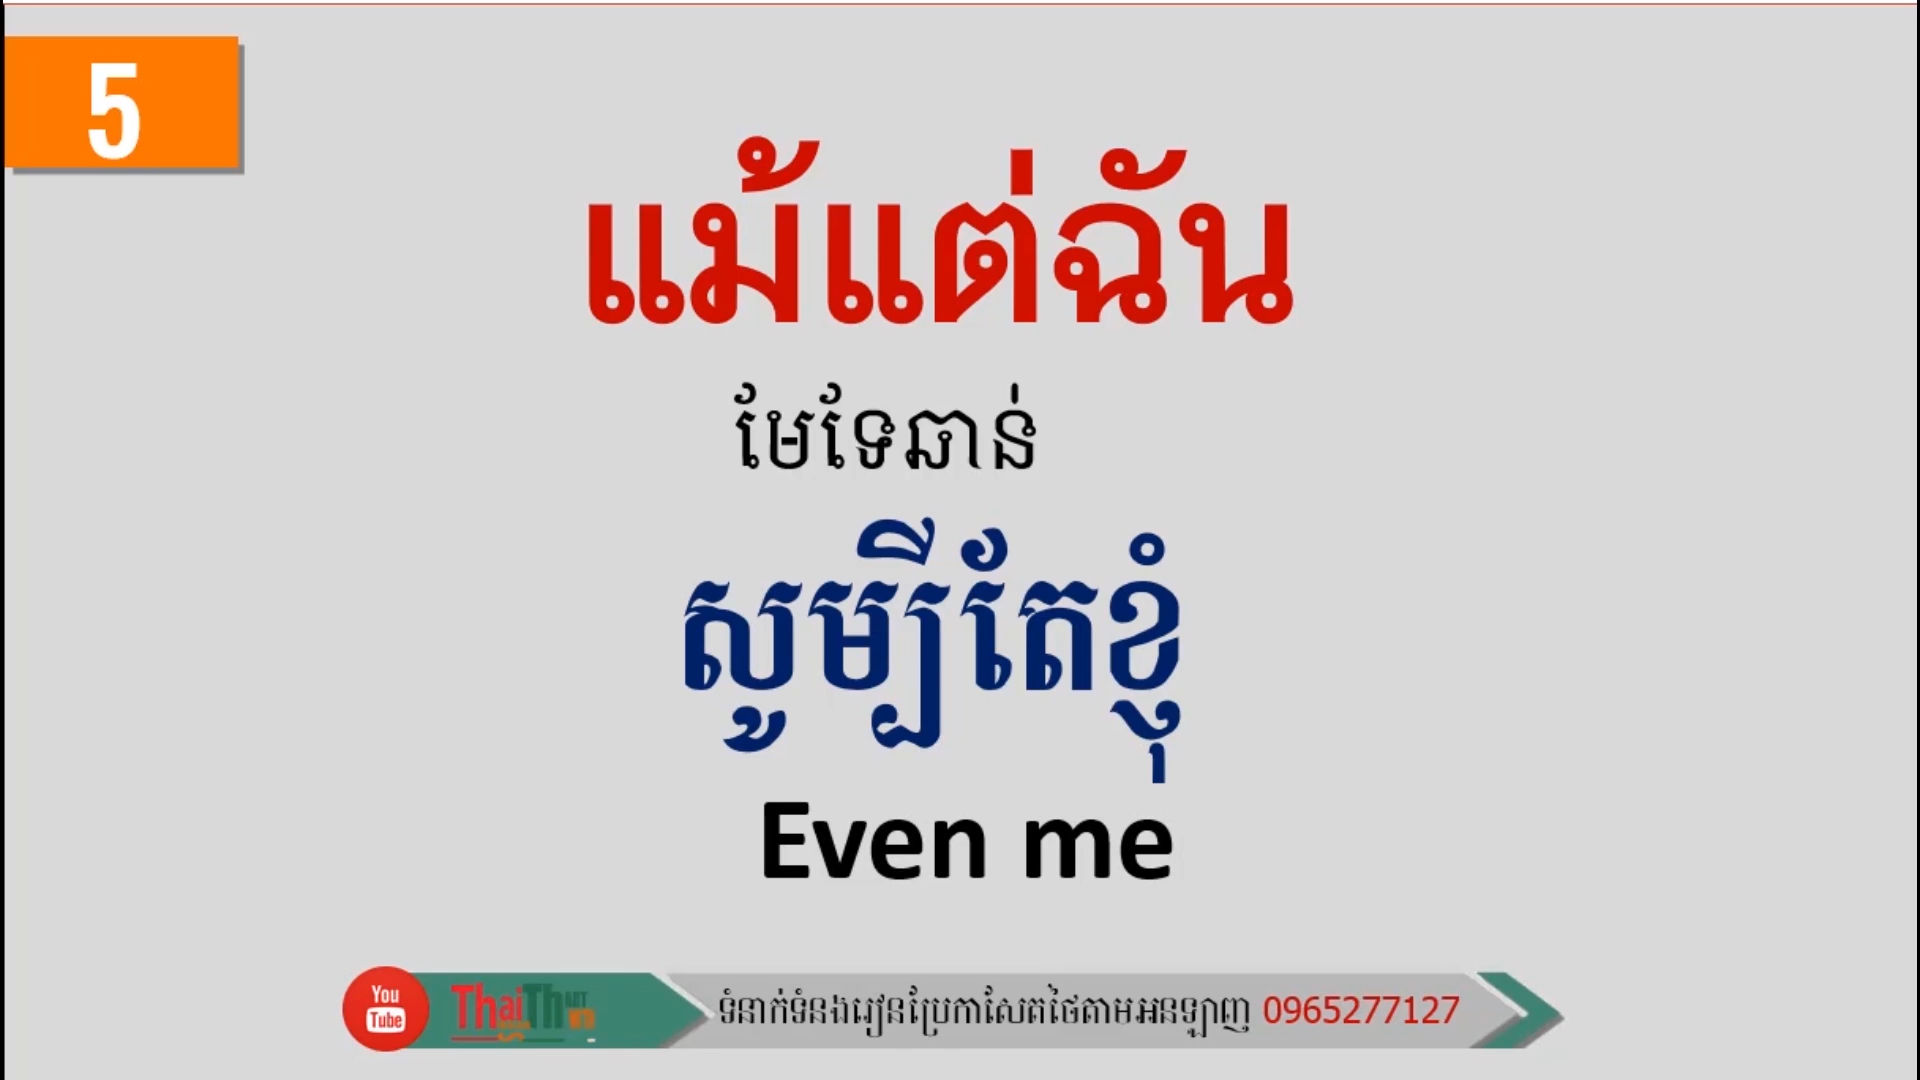 5
แม้แต่ฉัน
មែទែឆាន់
សូម្បីតែខ្ញុំ
Even me
You
Tube
ទំនាក់ទំនងរៀនប្រែកាសែតថៃតាមអនឡាញ 0965277127